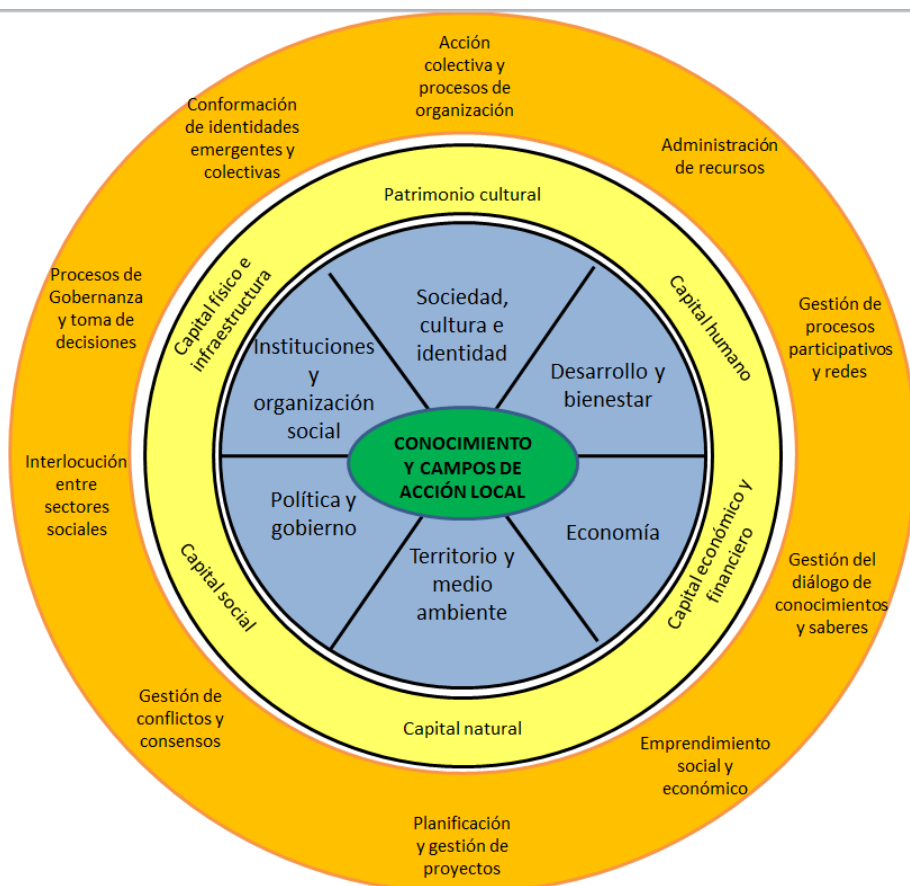 Acción
colectiva y
procesos de
organización
Conformación
de identidades
emergentes y
colectivas
Administración
de recursos
Patrimonio cultural
Procesos de
Gobernanza
y toma de
decisiones
Capital físico e
infraestructura
Sociedad,
cultura e
identidad
Capital humano
Gestión de
procesos
participativos
y redes
Instituciones
y
organización
social
Desarrollo y
bienestar
CONOCIMIENTO
Y CAMPOS DE
ACCIÓN LOCAL
Interlocución
entre
sectores
sociales
Política y
gobierno
Economía
Territorio y
medio
ambiente
Capital social
Capital económico y
financiero
Gestión del
diálogo de
conocimientos
y saberes
Gestión de
conflictos y
consensos
Capital natural
Emprendimiento
social y
económico
Planificación
y gestión de
proyectos